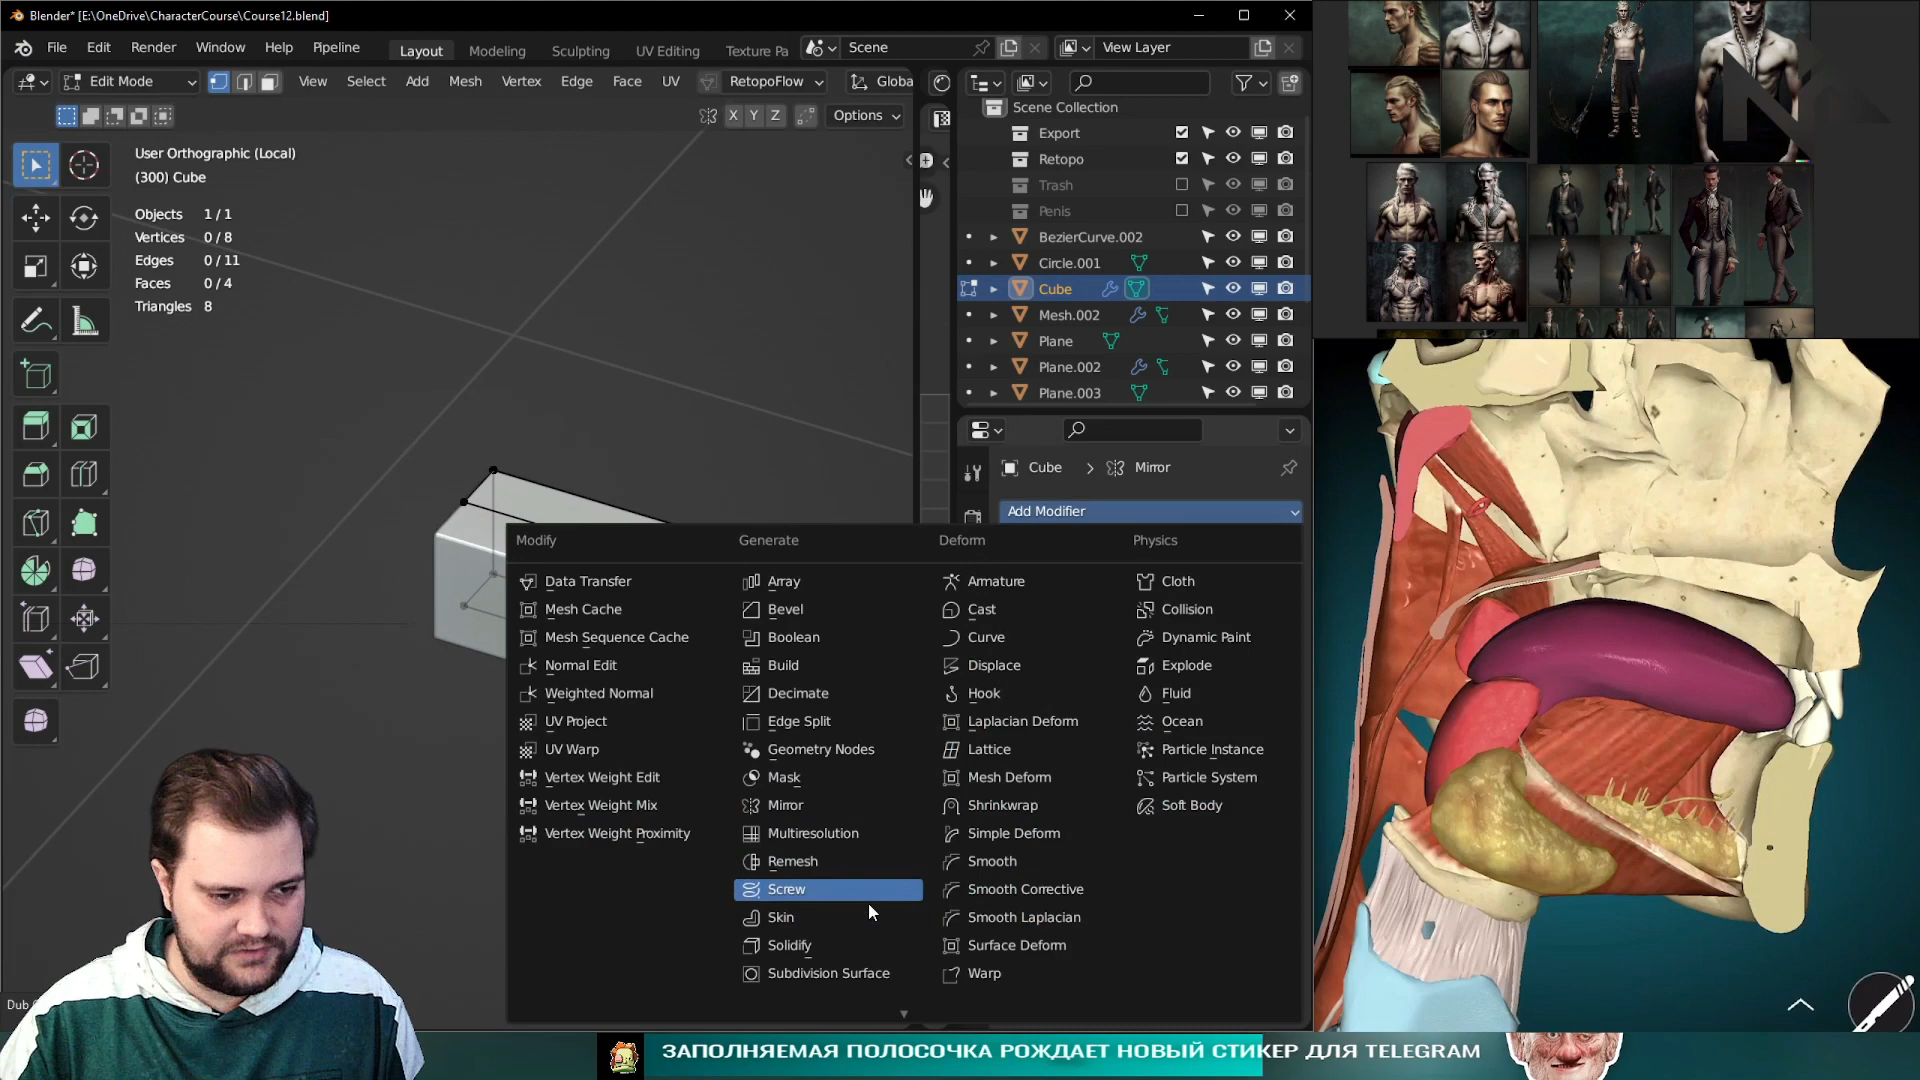 Blender* [E:\OneDrive\CharacterCourse\Course12.blend]
File Edit Render Window Help Pipeline
Layout Modeling Sculpting UV Editing Texture Pa
Scene
View Layer
Edit Mode
View Select Add Mesh Vertex Edge Face UV
RetopoFlow
Globa
X Y Z
Options
User Orthographic (Local)
(300) Cube
Objects 1 / 1
Vertices 0 / 8
Edges 0 / 11
Faces 0 / 4
Triangles 8
Scene Collection
Export
Retopo
Trash
Penis
BezierCurve.002
Circle.001
Cube
Mesh.002
Plane
Plane.002
Plane.003
Cube
Mirror
Add Modifier
Modify
Data Transfer
Mesh Cache
Mesh Sequence Cache
Normal Edit
Weighted Normal
UV Project
UV Warp
Vertex Weight Edit
Vertex Weight Mix
Vertex Weight Proximity
Generate
Array
Bevel
Boolean
Build
Decimate
Edge Split
Geometry Nodes
Mask
Mirror
Multiresolution
Remesh
Screw
Skin
Solidify
Subdivision Surface
Deform
Armature
Cast
Curve
Displace
Hook
Laplacian Deform
Lattice
Mesh Deform
Shrinkwrap
Simple Deform
Smooth
Smooth Corrective
Smooth Laplacian
Surface Deform
Warp
Physics
Cloth
Collision
Dynamic Paint
Explode
Fluid
Ocean
Particle Instance
Particle System
Soft Body
Dub
ЗАПОЛНЯЕМАЯ ПОЛОСОЧКА РОЖДАЕТ НОВЫЙ СТИКЕР ДЛЯ TELEGRAM